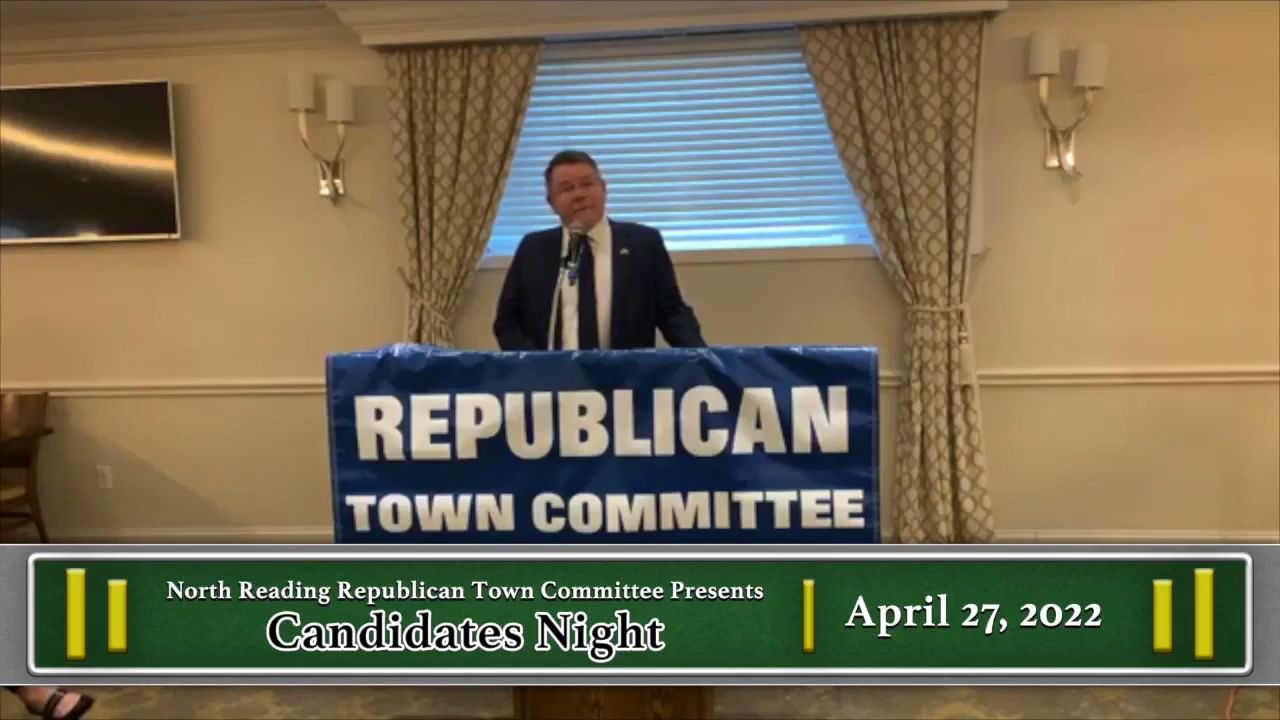 REPUBLICAN
TOWN COMMITTEE
North Reading Republican Town Committee Presents
Candidates Night
April 27, 2022